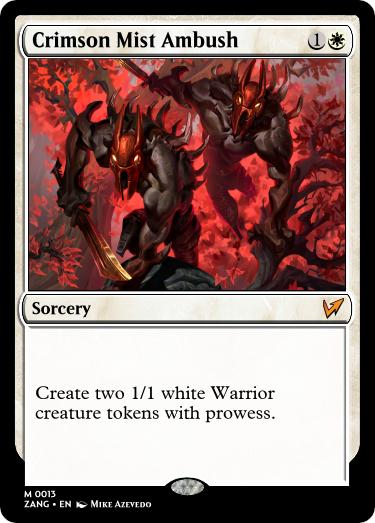 Crimson Mist Ambush 1
Sorcery
Create two 1/1 white Warrior
creature tokens with prowess.
M 0013
ZANG • EN Mike Azevedo